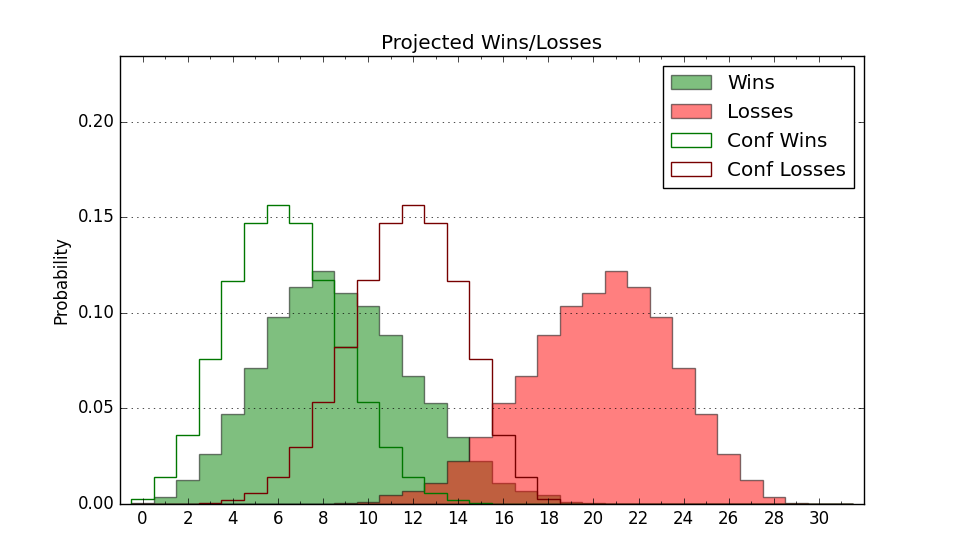 Projected Wins/Losses
Wins
Losses
Conf Wins
Conf Losses
Probability
0.20
0.15
0.10
0.05
0.00
0 2 4 6 8 10 12 14 16 18 20 22 24 26 28 30